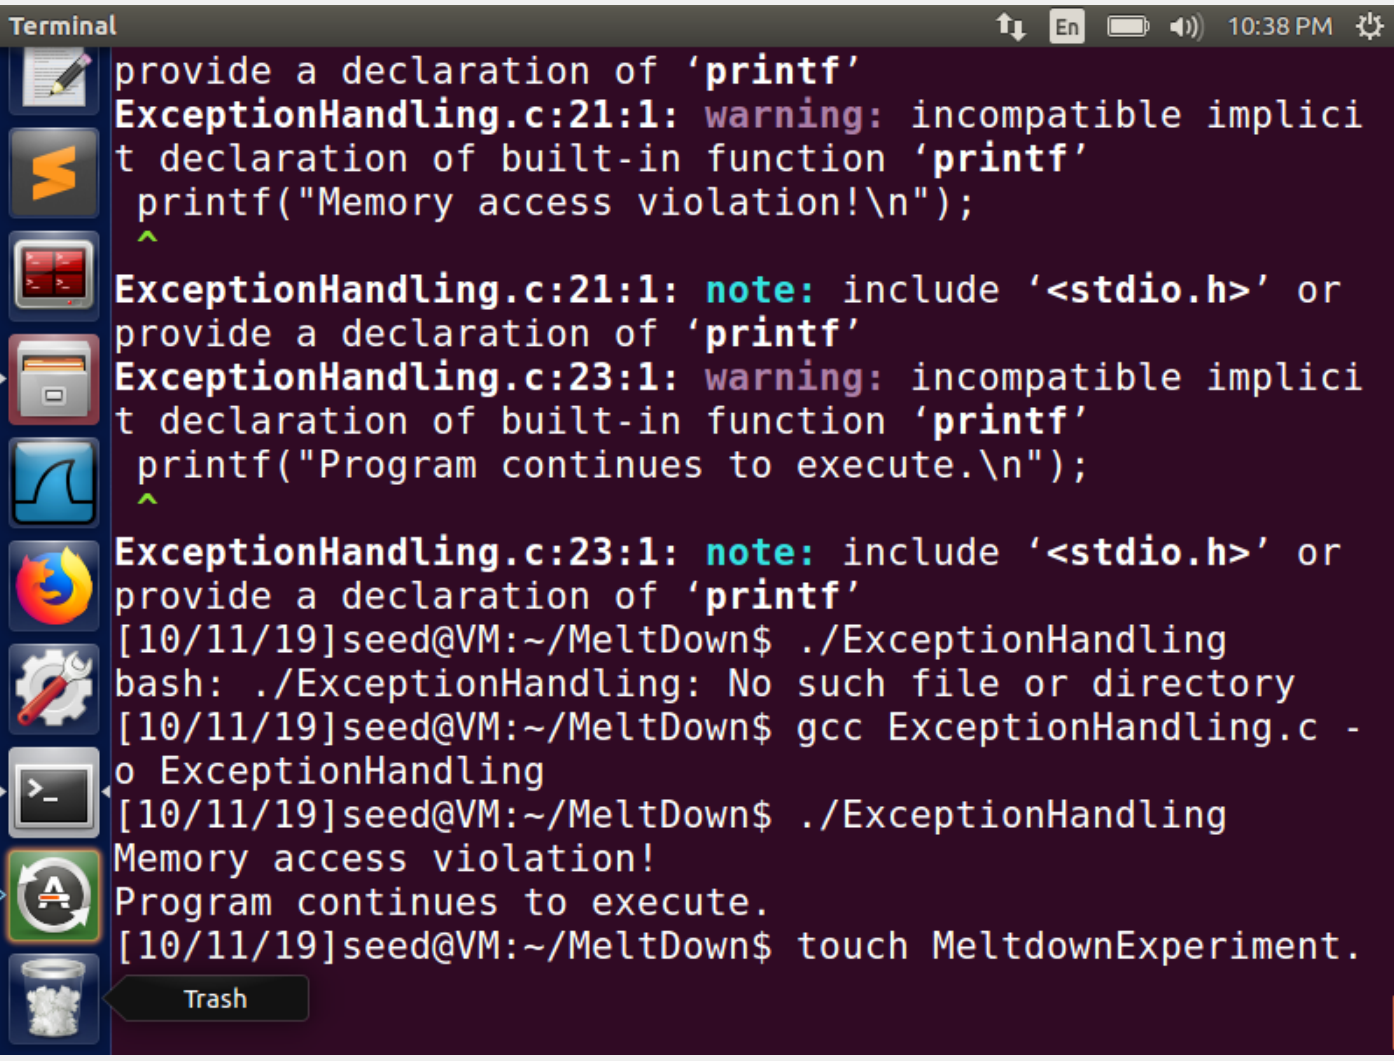 Terminal
En
10:38 PM
provide a declaration of ‘printf’
ExceptionHandling.c:21:1: warning: incompatible implici
t declaration of built-in function ‘printf’
 printf("Memory access violation!\n");
 ^
ExceptionHandling.c:21:1: note: include ‘<stdio.h>’ or
provide a declaration of ‘printf’
ExceptionHandling.c:23:1: warning: incompatible implici
t declaration of built-in function ‘printf’
 printf("Program continues to execute.\n");
 ^
ExceptionHandling.c:23:1: note: include ‘<stdio.h>’ or
provide a declaration of ‘printf’
[10/11/19]seed@VM:~/MeltDown$ ./ExceptionHandling
bash: ./ExceptionHandling: No such file or directory
[10/11/19]seed@VM:~/MeltDown$ gcc ExceptionHandling.c -
o ExceptionHandling
[10/11/19]seed@VM:~/MeltDown$ ./ExceptionHandling
Memory access violation!
Program continues to execute.
[10/11/19]seed@VM:~/MeltDown$ touch MeltdownExperiment.
Trash